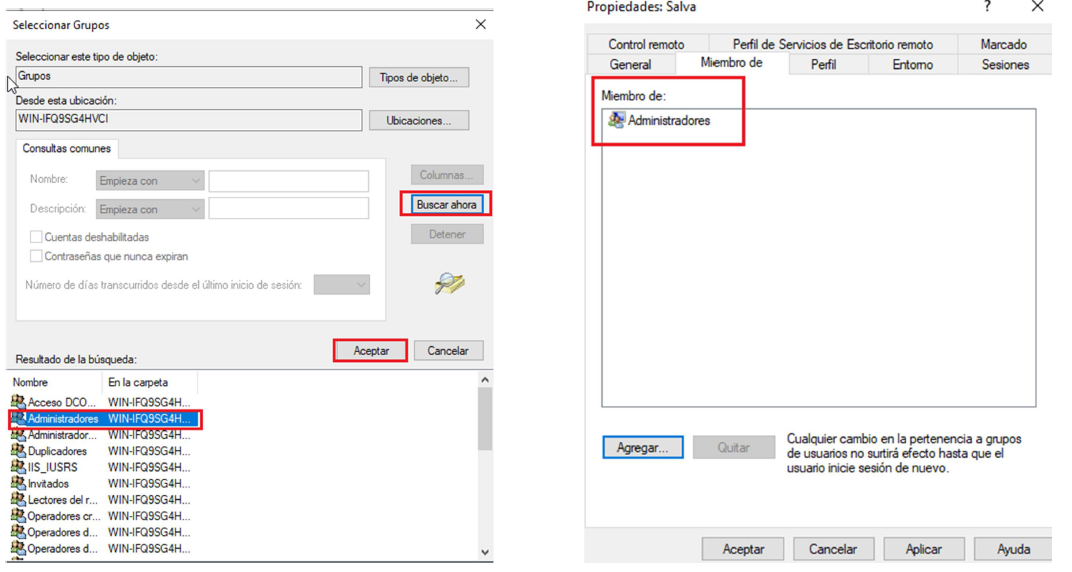 Seleccionar Grupos
Seleccionar este tipo de objeto:
Grupos
Tipos de objeto...
Desde esta ubicación:
WIN-IFQ9SG4HVCI
Ubicaciones...
Consultas comunes
Nombre:
Empieza con
Columnas...
Descripción:
Empieza con
Buscar ahora
Cuentas deshabilitadas
Detener
Contraseñas que nunca expiran
Número de días transcurridos desde el último inicio de sesión:
Aceptar
Cancelar
Resultado de la búsqueda:
Nombre En la carpeta
Acceso DCO... WIN-IFQ9SG4H...
Administradores WIN-IFQ9SG4H...
Administrador... WIN-IFQ9SG4H...
Duplicadores WIN-IFQ9SG4H...
IIS_IUSRS WIN-IFQ9SG4H...
Invitados WIN-IFQ9SG4H...
Lectores del r... WIN-IFQ9SG4H...
Operadores cr... WIN-IFQ9SG4H...
Operadores d... WIN-IFQ9SG4H...
Operadores d... WIN-IFQ9SG4H...
Propiedades: Salva
?
Control remoto Perfil de Servicios de Escritorio remoto Marcado
General Miembro de Perfil Entorno Sesiones
Miembro de:
Administradores
Agregar...
Quitar
Cualquier cambio en la pertenencia a grupos
de usuarios no surtirá efecto hasta que el
usuario inicie sesión de nuevo.
Aceptar
Cancelar
Aplicar
Ayuda